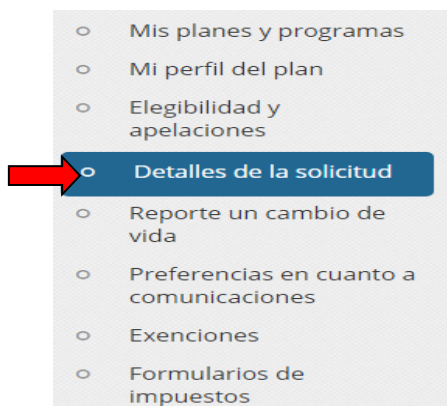 Mis planes y programas
Mi perfil del plan
Elegibilidad y
apelaciones
Detalles de la solicitud
Reporte un cambio de
vida
Preferencias en cuanto a
comunicaciones
Exenciones
Formularios de
impuestos